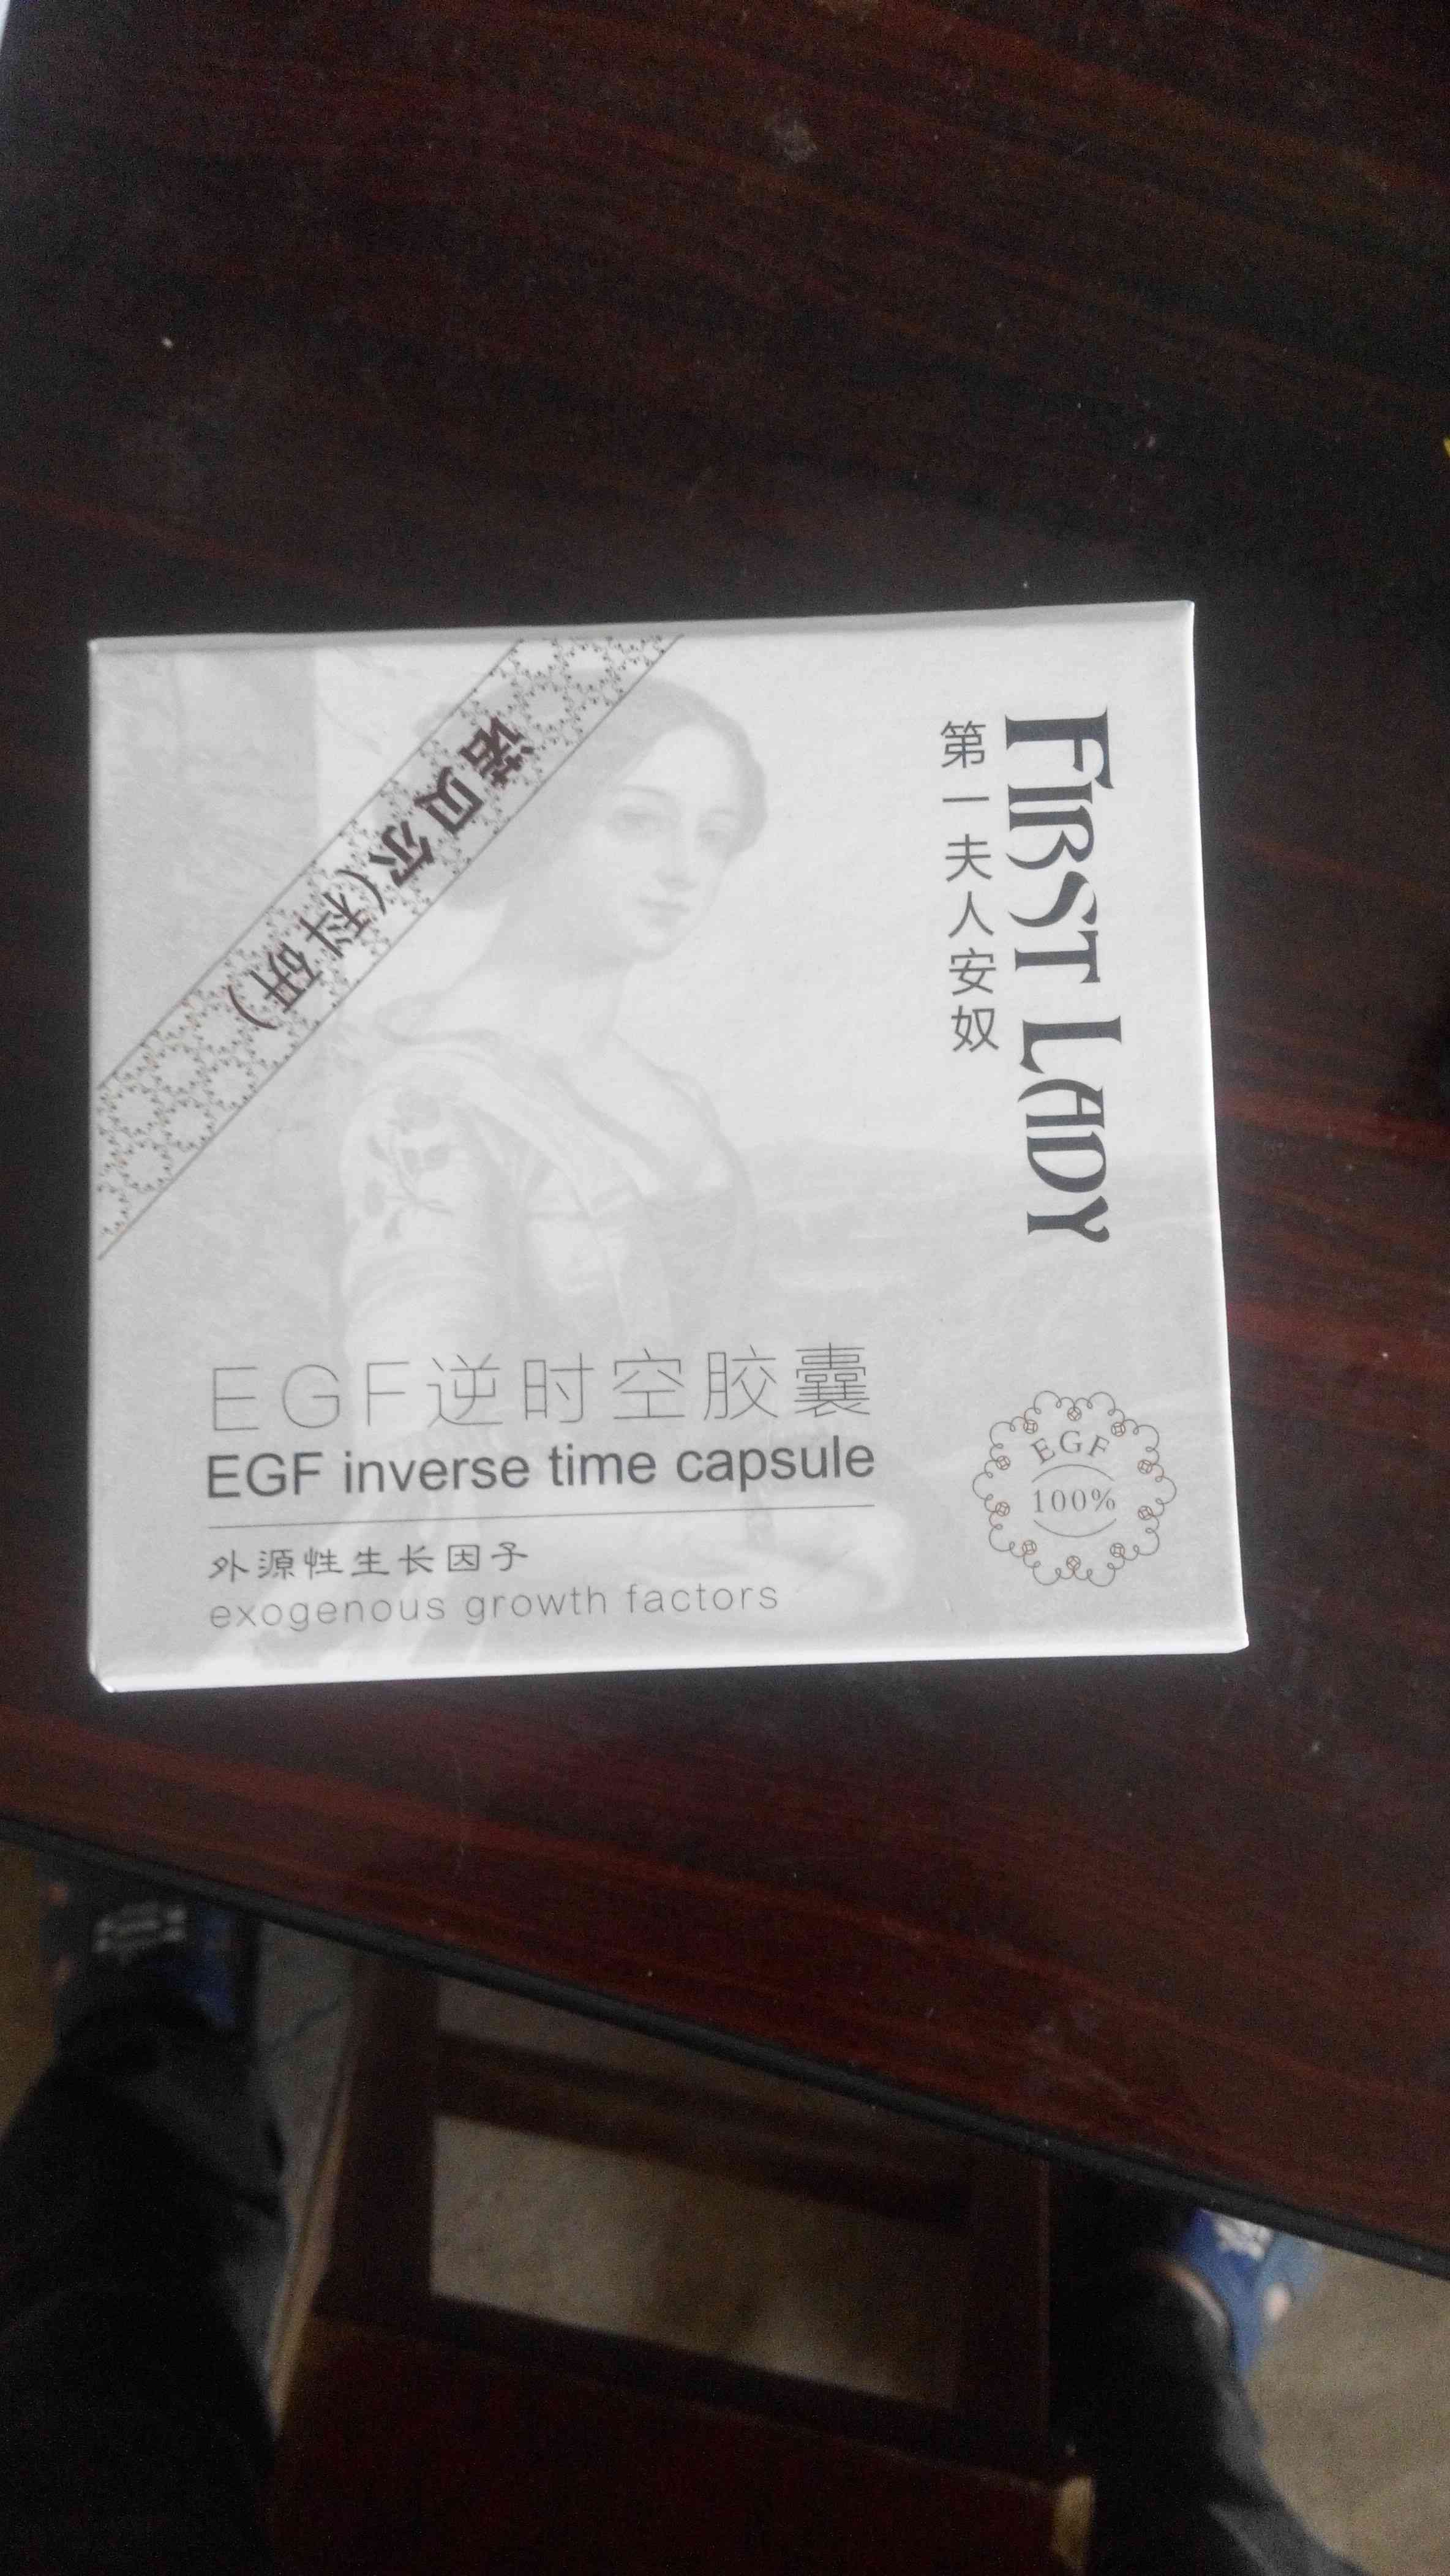 诺贝尔(科研)
FIRST LADY
第一夫人安奴
EGF逆时空胶囊
EGF inverse time capsule
外源性生长因子
exogenous growth factors
EGF
100%